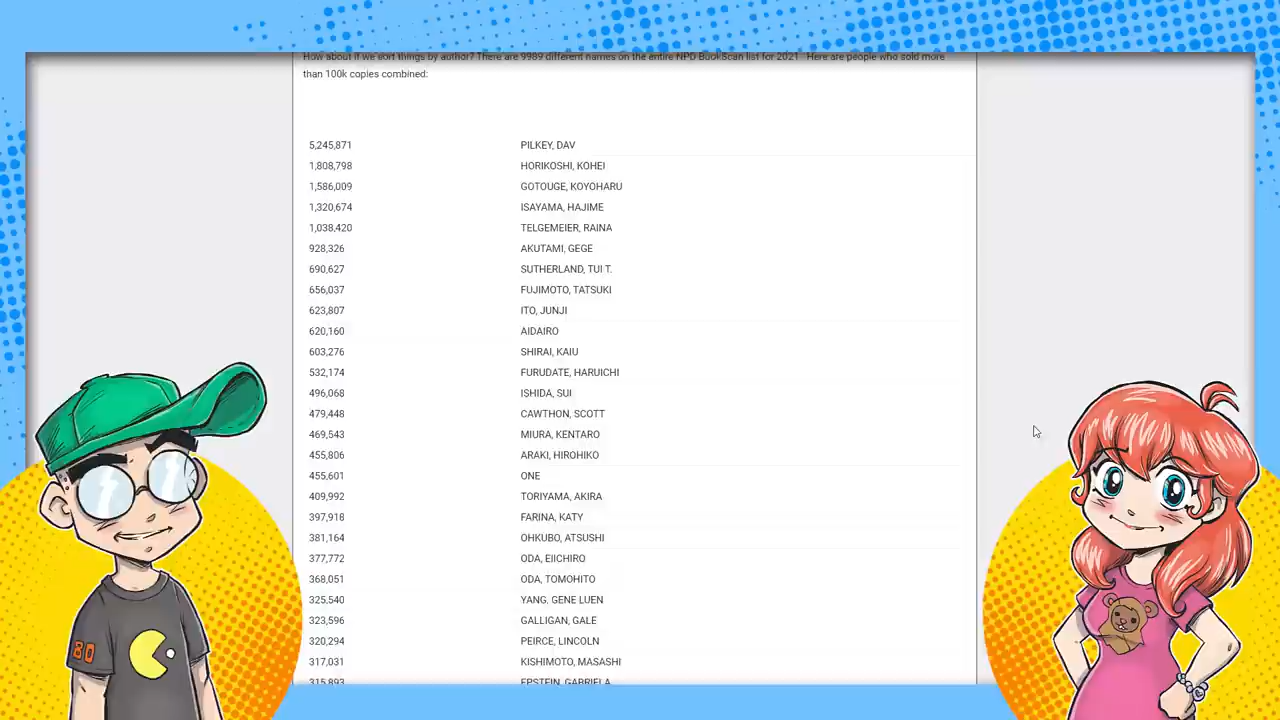 How about if we sort things by author? There are 9989 different names on the entire NPD BookScan list for 2021. Here are people who sold more
than 100k copies combined:
5,245,871 PILKEY, DAV
1,808,798 HORIKOSHI, KOHEI
1,586,009 GOTOUGE, KOYOHARU
1,320,674 ISAYAMA, HAJIME
1,038,420 TELGEMEIER, RAINA
928,326 AKUTAMI, GEGE
690,627 SUTHERLAND, TUI T.
656,037 FUJIMOTO, TATSUKI
623,807 ITO, JUNJI
620,160 AIDAIRO
603,276 SHIRAI, KAIU
532,174 FURUDATE, HARUICHI
496,068 ISHIDA, SUI
479,448 CAWTHON, SCOTT
469,543 MIURA, KENTARO
455,806 ARAKI, HIROHIKO
455,601 ONE
409,992 TORIYAMA, AKIRA
397,918 FARINA, KATY
381,164 OHKUBO, ATSUSHI
377,772 ODA, EIICHIRO
368,051 ODA, TOMOHITO
325,540 YANG, GENE LUEN
323,596 GALLIGAN, GALE
320,294 PEIRCE, LINCOLN
317,031 KISHIMOTO, MASASHI
315,893 EPSTEIN, GABRIELA
80